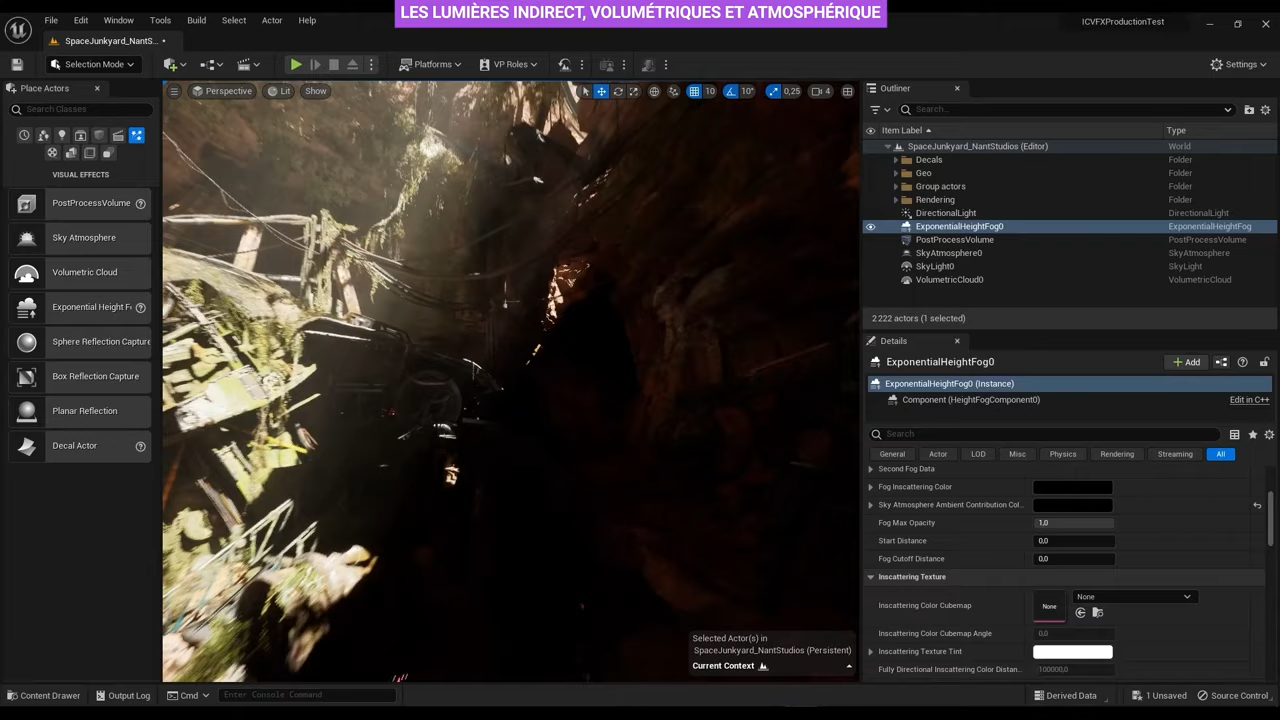 LES LUMIÈRES INDIRECT, VOLUMÉTRIQUES ET ATMOSPHÉRIQUE
File Edit Window Tools Build Select Actor Help
ICVFXProductionTest
SpaceJunkyard_NantS... •
Selection Mode
Platforms
VP Roles
Settings
Place Actors
Search Classes
VISUAL EFFECTS
PostProcessVolume
Sky Atmosphere
Volumetric Cloud
Exponential Height F
Sphere Reflection Capture
Box Reflection Capture
Planar Reflection
Decal Actor
Perspective
Lit
Show
10
10°
0,25
4
Outliner
Search...
Item Label
Type
SpaceJunkyard_NantStudios (Editor) World
Decals Folder
Geo Folder
Group actors Folder
Rendering Folder
DirectionalLight DirectionalLight
ExponentialHeightFog0 ExponentialHeightFog
PostProcessVolume PostProcessVolume
SkyAtmosphere0 SkyAtmosphere
SkyLight0 SkyLight
VolumetricCloud0 VolumetricCloud
2 222 actors (1 selected)
Details
ExponentialHeightFog0
Add
ExponentialHeightFog0 (Instance)
Component (HeightFogComponent0)
Edit in C++
Search
General Actor LOD Misc Physics Rendering Streaming All
Second Fog Data
Fog Inscattering Color
Sky Atmosphere Ambient Contribution Col...
Fog Max Opacity 1,0
Start Distance 0,0
Fog Cutoff Distance 0,0
Inscattering Texture
Inscattering Color Cubemap None None
Inscattering Color Cubemap Angle 0,0
Inscattering Texture Tint
Fully Directional Inscattering Color Distan... 100000,0
Selected Actor(s) in
SpaceJunkyard_NantStudios (Persistent)
Current Context
Content Drawer
Output Log
Cmd
Enter Console Command
Derived Data
1 Unsaved
Source Control